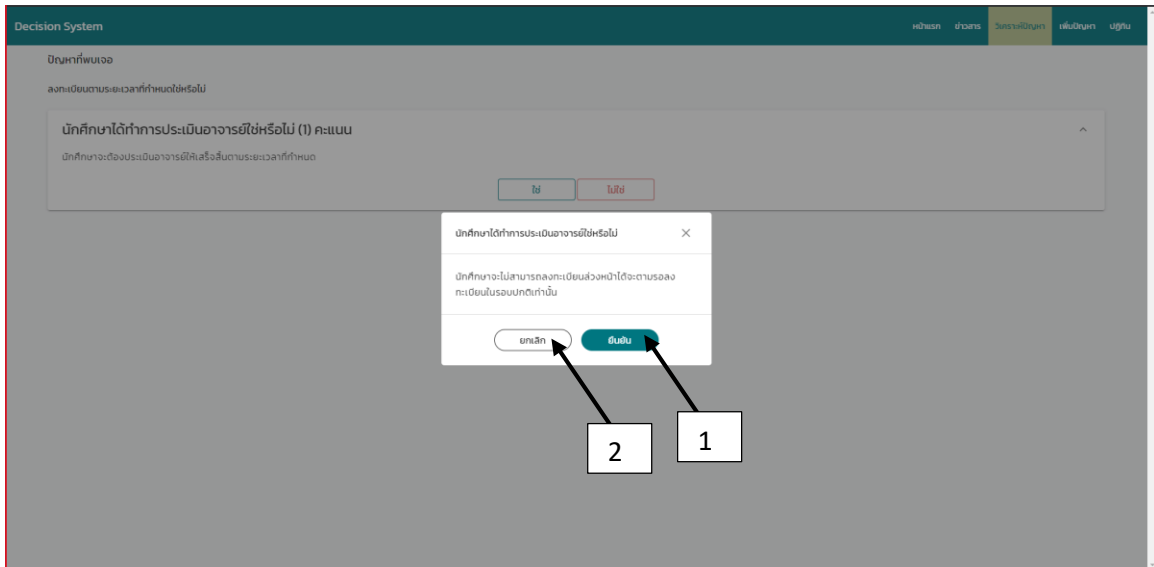 Decision System
หน้าแรก ข่าวสาร วิเคราะห์ปัญหา เพิ่มปัญหา ปฏิทิน
ปัญหาที่พบเจอ
ลงทะเบียนตามระยะเวลาที่กำหนดใช่หรือไม่
นักศึกษาได้ทำการประเมินอาจารย์ใช่หรือไม่ (1) คะแนน
นักศึกษาจะต้องประเมินอาจารย์ให้เสร็จสิ้นตามระยะเวลาที่กำหนด
ใช่ ไม่ใช่
นักศึกษาได้ทำการประเมินอาจารย์ใช่หรือไม่
นักศึกษาจะไม่สามารถลงทะเบียนล่วงหน้าได้จะตามรอลง
ทะเบียนในรอบปกติเท่านั้น
ยกเลิก ยืนยัน
2 1